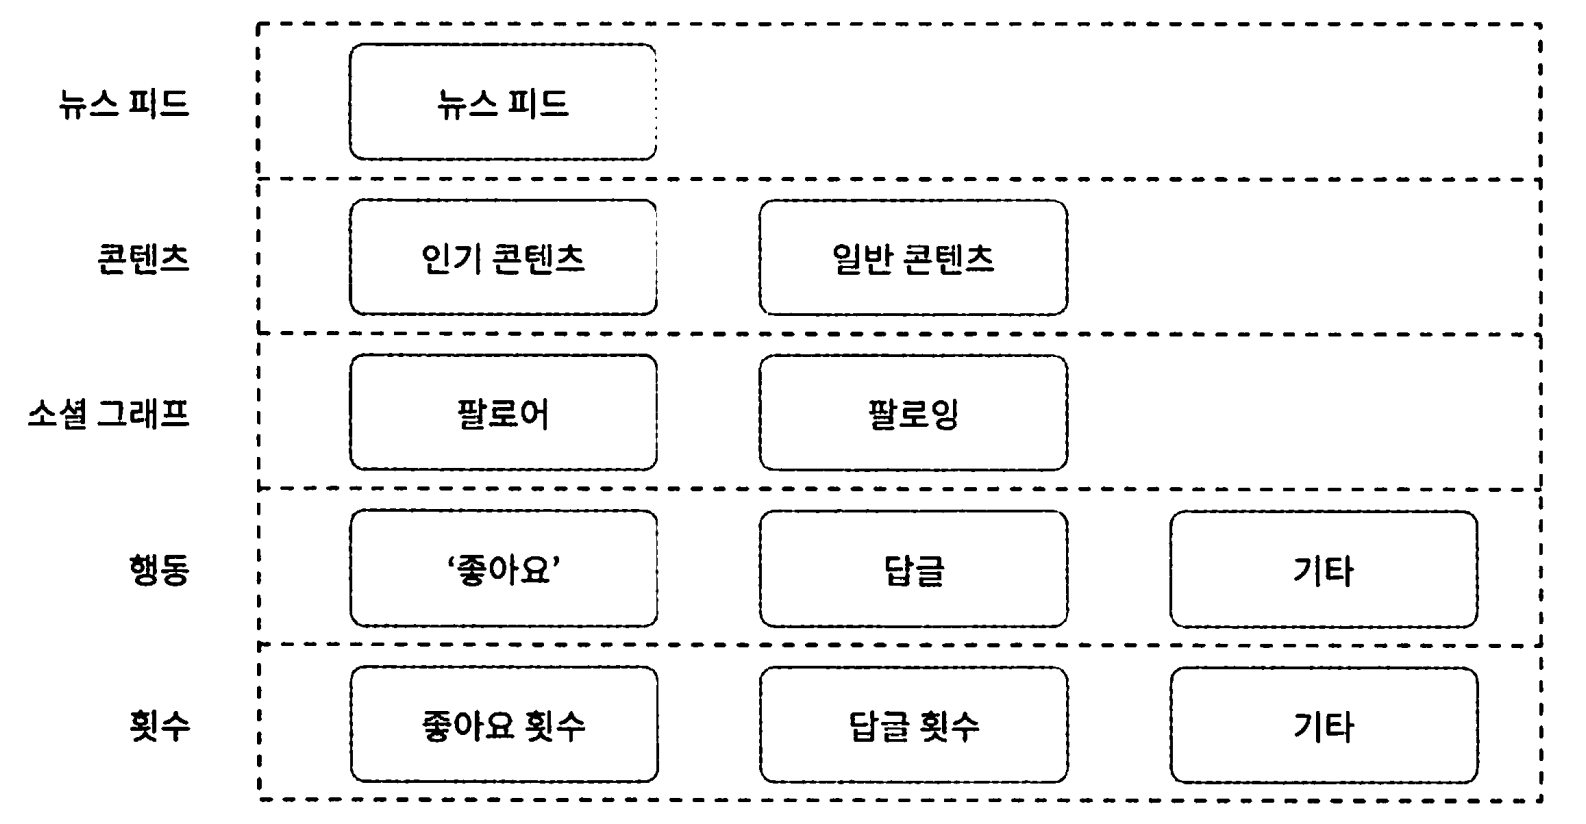 뉴스 피드 뉴스 피드
콘텐츠 인기 콘텐츠 일반 콘텐츠
소셜 그래프 팔로어 팔로잉
행동 ‘좋아요’ 답글 기타
횟수 좋아요 횟수 답글 횟수 기타